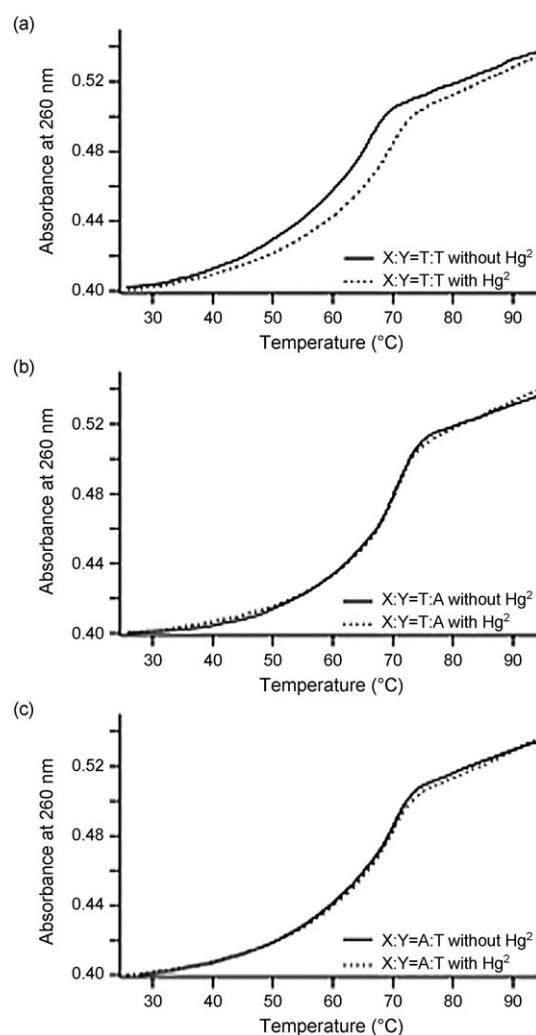 (a)
Absorbance at 260 nm
0.52
0.48
0.44
0.40
X:Y=T:T without Hg²
X:Y=T:T with Hg²
30 40 50 60 70 80 90
Temperature (°C)
(b)
Absorbance at 260 nm
0.52
0.48
0.44
0.40
X:Y=T:A without Hg²
X:Y=T:A with Hg²
30 40 50 60 70 80 90
Temperature (°C)
(c)
Absorbance at 260 nm
0.52
0.48
0.44
0.40
X:Y=A:T without Hg²
X:Y=A:T with Hg²
30 40 50 60 70 80 90
Temperature (°C)